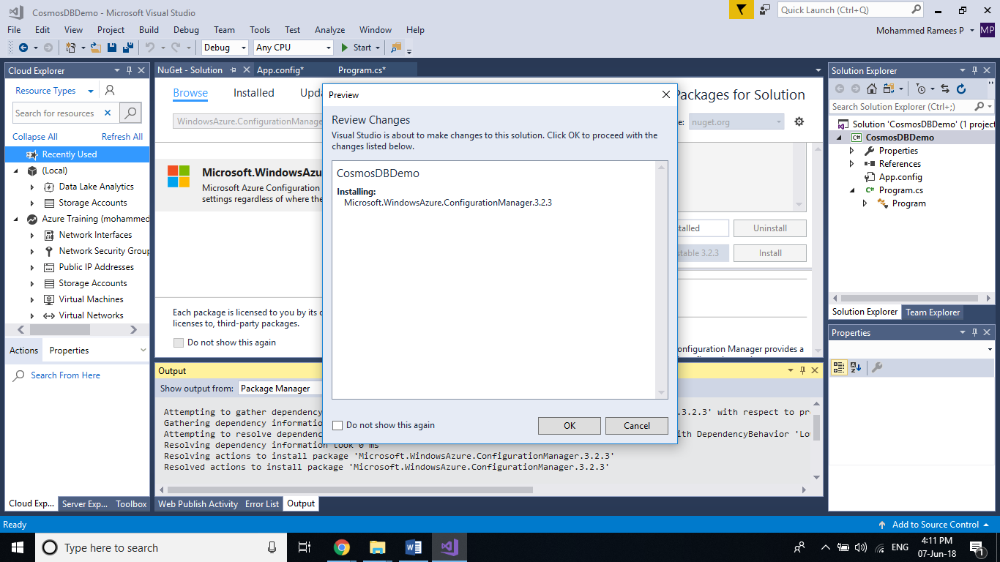 CosmosDBDemo - Microsoft Visual Studio
Quick Launch (Ctrl+Q)
File Edit View Project Build Debug Team Tools Test Analyze Window Help
Mohammed Ramees P
MP
Debug Any CPU Start
Cloud Explorer
Resource Types
Search for resources
Collapse All Refresh All
Recently Used
(Local)
Data Lake Analytics
Storage Accounts
Azure Training (mohammed
Network Interfaces
Network Security Group
Public IP Addresses
Storage Accounts
Virtual Machines
Virtual Networks
Actions Properties
Search From Here
Cloud Exp... Server Exp... Toolbox
NuGet - Solution App.config* Program.cs*
Browse Installed Upda
Packages for Solution
WindowsAzure.ConfigurationManage
e: nuget.org
Microsoft.WindowsAzu
Microsoft Azure Configuration
settings regardless of where the
stalled Uninstall
stable 3.2.3 Install
Each package is licensed to you by its o
licenses to, third-party packages.
Do not show this again
onfiguration Manager provides a
Preview
Review Changes
Visual Studio is about to make changes to this solution. Click OK to proceed with the
changes listed below.
CosmosDBDemo
Installing:
Microsoft.WindowsAzure.ConfigurationManager.3.2.3
Do not show this again
OK Cancel
Output
Show output from: Package Manager
Attempting to gather dependency .3.2.3' with respect to pro
Gathering dependency information
Attempting to resolve dependenc ith DependencyBehavior 'Low
Resolving dependency information took 0 ms
Resolving actions to install package 'Microsoft.WindowsAzure.ConfigurationManager.3.2.3'
Resolved actions to install package 'Microsoft.WindowsAzure.ConfigurationManager.3.2.3'
Web Publish Activity Error List Output
Solution Explorer
Search Solution Explorer (Ctrl+;)
Solution 'CosmosDBDemo' (1 project
CosmosDBDemo
Properties
References
App.config
Program.cs
Program
Solution Explorer Team Explorer
Properties
Ready
Add to Source Control
Type here to search
ENG
4:11 PM
07-Jun-18
1